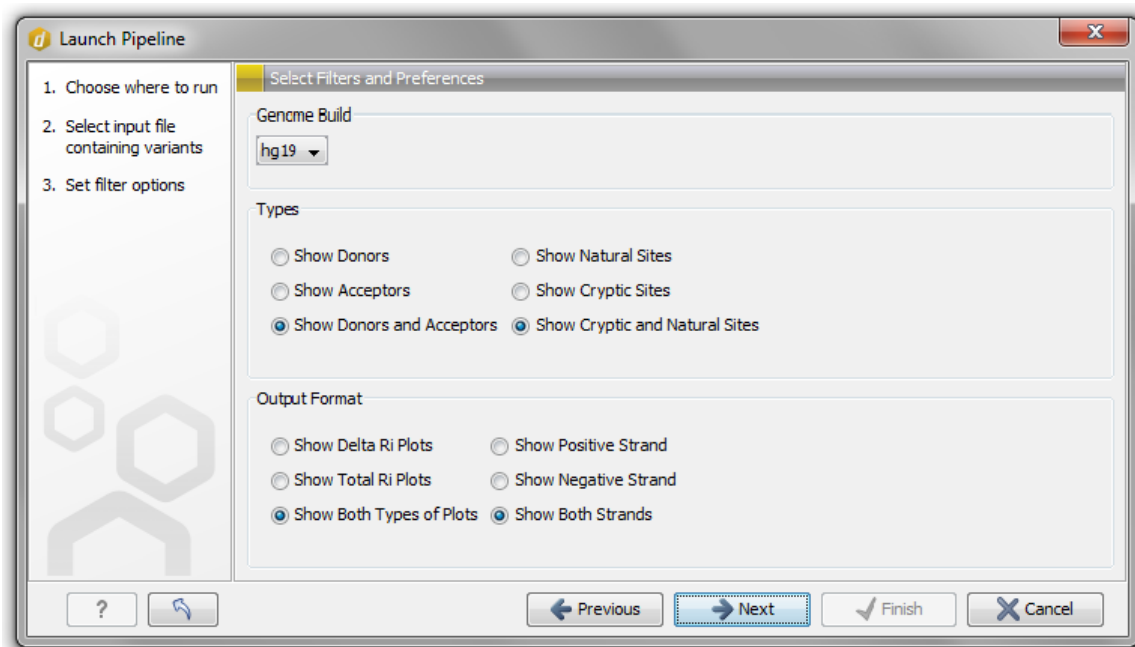 Launch Pipeline
1. Choose where to run
2. Select input file
containing variants
3. Set filter options
Select Filters and Preferences
Genome Build
hg19
Types
Show Donors
Show Natural Sites
Show Acceptors
Show Cryptic Sites
Show Donors and Acceptors
Show Cryptic and Natural Sites
Output Format
Show Delta Ri Plots
Show Positive Strand
Show Total Ri Plots
Show Negative Strand
Show Both Types of Plots
Show Both Strands
?
Previous
Next
Finish
Cancel